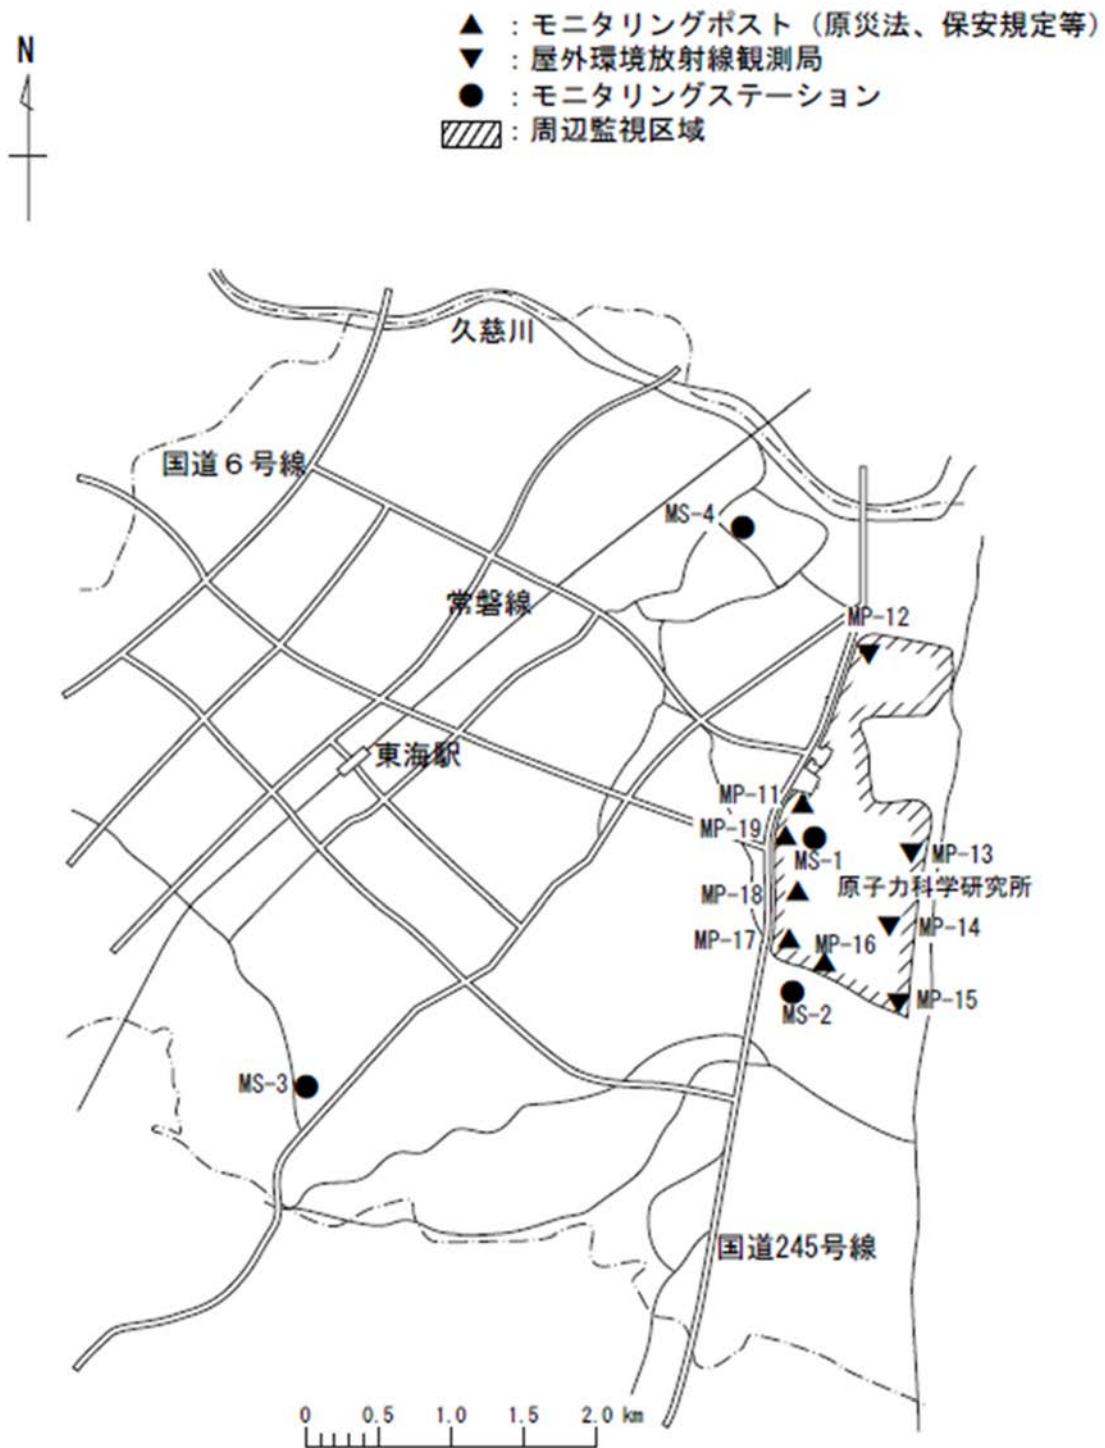 ▲：モニタリングポスト（原災法、保安規定等）
N
▼：屋外環境放射線観測局
●：モニタリングステーション
：周辺監視区域
久慈川
国道６号線
MS-4
常磐線
MP-12
東海駅
MP-11
MP-19
MS-1
MP-13
原子力科学研究所
MP-18
MP-14
MP-17
MP-16
MP-15
MS-2
MS-3
国道245号線
0 0.5 1.0 1.5 2.0 km